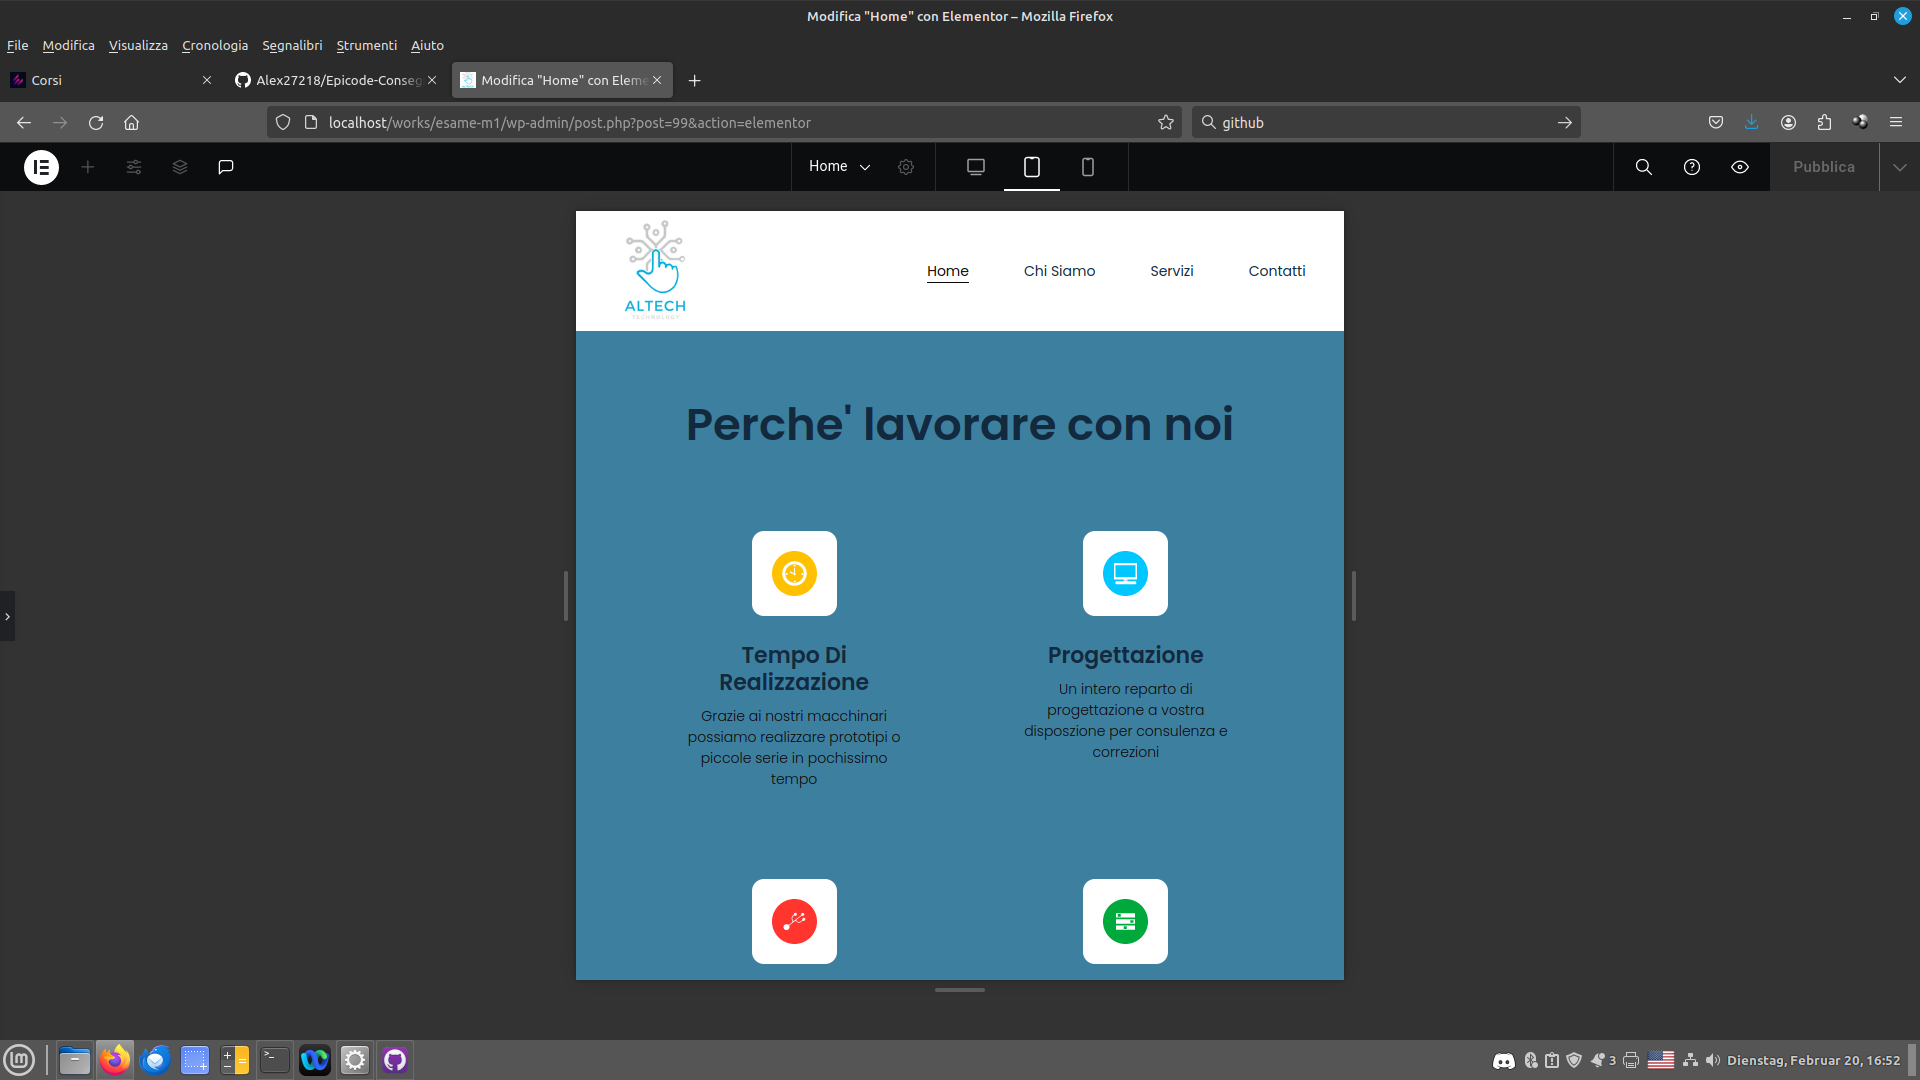 Modifica "Home" con Elementor – Mozilla Firefox
File Modifica Visualizza Cronologia Segnalibri Strumenti Aiuto
Corsi
Alex27218/Epicode-Conseg
Modifica "Home" con Eleme
localhost/works/esame-m1/wp-admin/post.php?post=99&action=elementor
github
Home
Pubblica
ALTECH
TECHNOLOGY
Home
Chi Siamo
Servizi
Contatti
Perche' lavorare con noi
Tempo Di
Realizzazione
Grazie ai nostri macchinari
possiamo realizzare prototipi o
piccole serie in pochissimo
tempo
Progettazione
Un intero reparto di
progettazione a vostra
disposzione per consulenza e
correzioni
3
Dienstag, Februar 20, 16:52